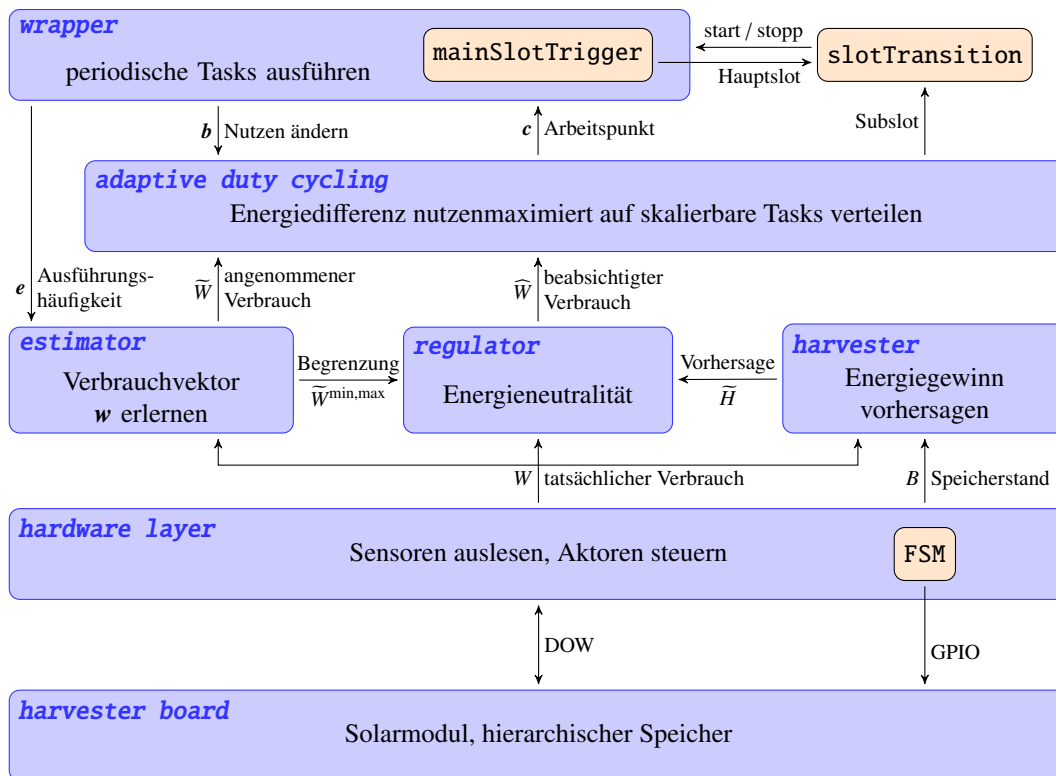 wrapper
periodische Tasks ausführen
mainSlotTrigger
start / stopp
Hauptslot
slotTransition
b Nutzen ändern
c Arbeitspunkt
Subslot
adaptive duty cycling
Energiedifferenz nutzenmaximiert auf skalierbare Tasks verteilen
e Ausführungs-
häufigkeit
W̃ angenommener
Verbrauch
Ŵ beabsichtigter
Verbrauch
estimator
Verbrauchvektor
w erlernen
Begrenzung
W̃min,max
regulator
Energieneutralität
Vorhersage
H̃
harvester
Energiegewinn
vorhersagen
W tatsächlicher Verbrauch
B Speicherstand
hardware layer
Sensoren auslesen, Aktoren steuern
FSM
DOW
GPIO
harvester board
Solarmodul, hierarchischer Speicher